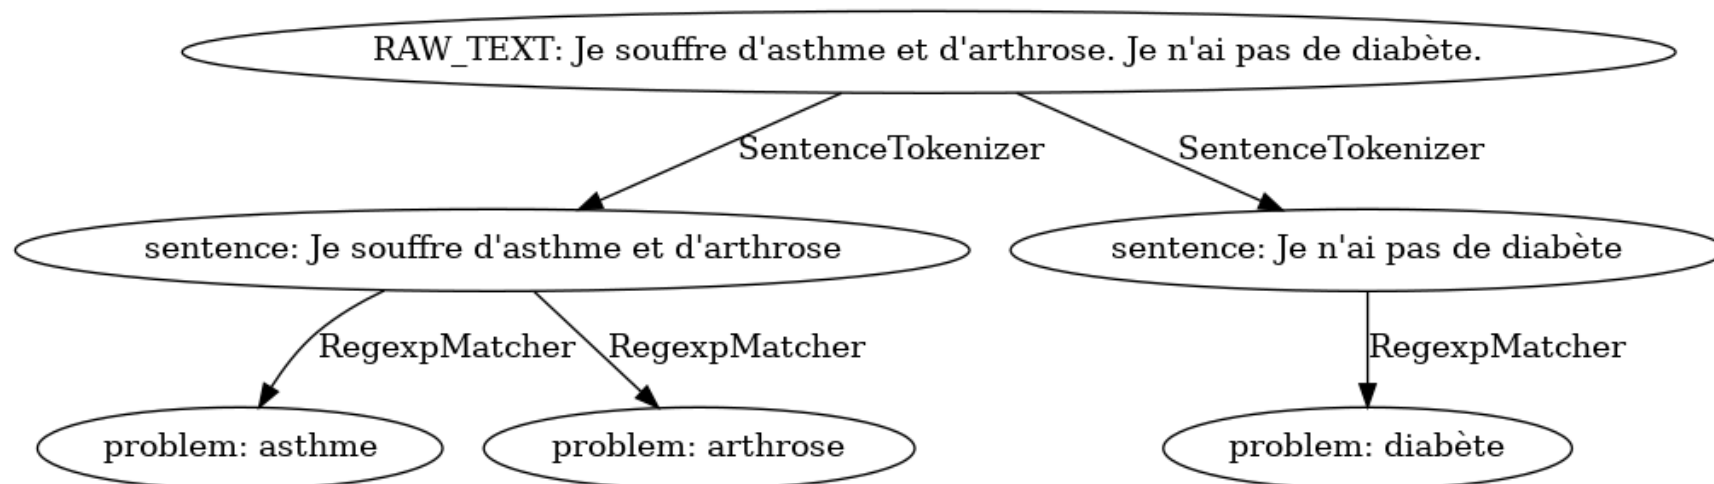 RAW_TEXT: Je souffre d'asthme et d'arthrose. Je n'ai pas de diabète.
SentenceTokenizer
SentenceTokenizer
sentence: Je souffre d'asthme et d'arthrose
sentence: Je n'ai pas de diabète
RegexpMatcher
RegexpMatcher
RegexpMatcher
problem: asthme
problem: arthrose
problem: diabète